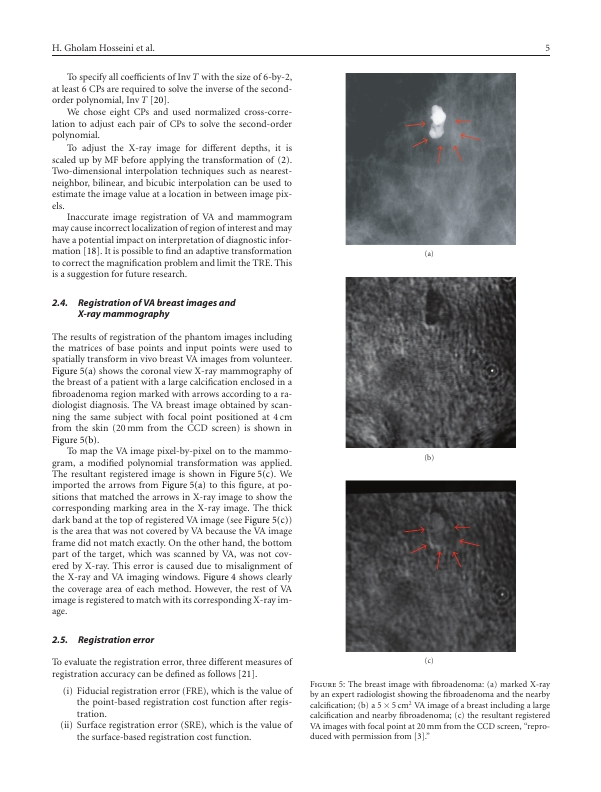 H. Gholam Hosseini et al.
5
To specify all coefficients of Inv T with the size of 6-by-2,
at least 6 CPs are required to solve the inverse of the second-
order polynomial, Inv T [20].
We chose eight CPs and used normalized cross-corre-
lation to adjust each pair of CPs to solve the second-order
polynomial.
To adjust the X-ray image for different depths, it is
scaled up by MF before applying the transformation of (2).
Two-dimensional interpolation techniques such as nearest-
neighbor, bilinear, and bicubic interpolation can be used to
estimate the image value at a location in between image pix-
els.
Inaccurate image registration of VA and mammogram
may cause incorrect localization of region of interest and may
have a potential impact on interpretation of diagnostic infor-
mation [18]. It is possible to find an adaptive transformation
to correct the magnification problem and limit the TRE. This
is a suggestion for future research.
2.4. Registration of VA breast images and
X-ray mammography
The results of registration of the phantom images including
the matrices of base points and input points were used to
spatially transform in vivo breast VA images from volunteer.
Figure 5(a) shows the coronal view X-ray mammography of
the breast of a patient with a large calcification enclosed in a
fibroadenoma region marked with arrows according to a ra-
diologist diagnosis. The VA breast image obtained by scan-
ning the same subject with focal point positioned at 4 cm
from the skin (20 mm from the CCD screen) is shown in
Figure 5(b).
To map the VA image pixel-by-pixel on to the mammo-
gram, a modified polynomial transformation was applied.
The resultant registered image is shown in Figure 5(c). We
imported the arrows from Figure 5(a) to this figure, at po-
sitions that matched the arrows in X-ray image to show the
corresponding marking area in the X-ray image. The thick
dark band at the top of registered VA image (see Figure 5(c))
is the area that was not covered by VA because the VA image
frame did not match exactly. On the other hand, the bottom
part of the target, which was scanned by VA, was not cov-
ered by X-ray. This error is caused due to misalignment of
the X-ray and VA imaging windows. Figure 4 shows clearly
the coverage area of each method. However, the rest of VA
image is registered to match with its corresponding X-ray im-
age.
2.5. Registration error
To evaluate the registration error, three different measures of
registration accuracy can be defined as follows [21].
(i) Fiducial registration error (FRE), which is the value of
the point-based registration cost function after regis-
tration.
(ii) Surface registration error (SRE), which is the value of
the surface-based registration cost function.
(a)
(b)
(c)
Figure 5: The breast image with fibroadenoma: (a) marked X-ray
by an expert radiologist showing the fibroadenoma and the nearby
calcification; (b) a 5 × 5 cm² VA image of a breast including a large
calcification and nearby fibroadenoma; (c) the resultant registered
VA images with focal point at 20 mm from the CCD screen, “repro-
duced with permission from [3].”